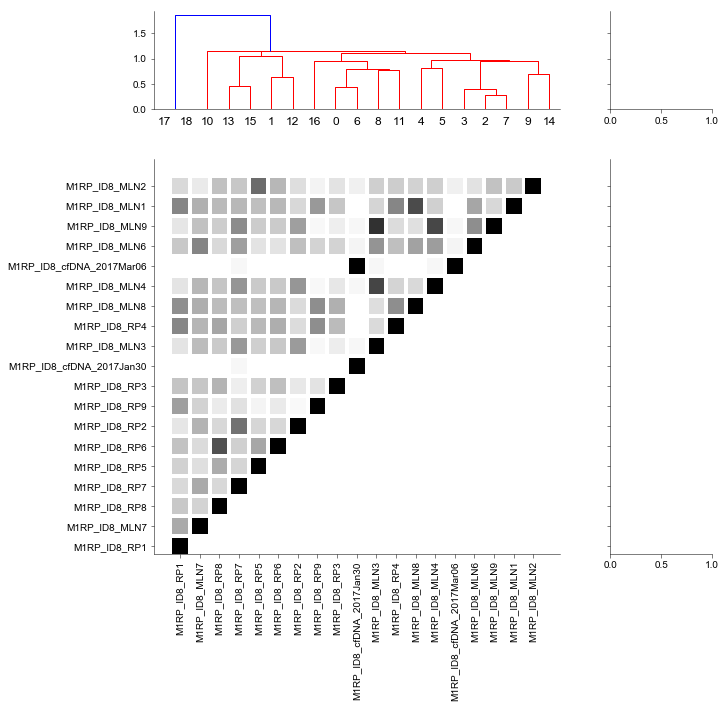 1.5
1.0
0.5
0.0
17 18 10 13 15 1 12 16 0 6 8 11 4 5 3 2 7 9 14
0.0 0.5 1.0
M1RP_ID8_MLN2
M1RP_ID8_MLN1
M1RP_ID8_MLN9
M1RP_ID8_MLN6
M1RP_ID8_cfDNA_2017Mar06
M1RP_ID8_MLN4
M1RP_ID8_MLN8
M1RP_ID8_RP4
M1RP_ID8_MLN3
M1RP_ID8_cfDNA_2017Jan30
M1RP_ID8_RP3
M1RP_ID8_RP9
M1RP_ID8_RP2
M1RP_ID8_RP6
M1RP_ID8_RP5
M1RP_ID8_RP7
M1RP_ID8_RP8
M1RP_ID8_MLN7
M1RP_ID8_RP1
M1RP_ID8_RP1
M1RP_ID8_MLN7
M1RP_ID8_RP8
M1RP_ID8_RP7
M1RP_ID8_RP5
M1RP_ID8_RP6
M1RP_ID8_RP2
M1RP_ID8_RP9
M1RP_ID8_RP3
M1RP_ID8_cfDNA_2017Jan30
M1RP_ID8_MLN3
M1RP_ID8_RP4
M1RP_ID8_MLN8
M1RP_ID8_MLN4
M1RP_ID8_cfDNA_2017Mar06
M1RP_ID8_MLN6
M1RP_ID8_MLN9
M1RP_ID8_MLN1
M1RP_ID8_MLN2
0.0 0.5 1.0